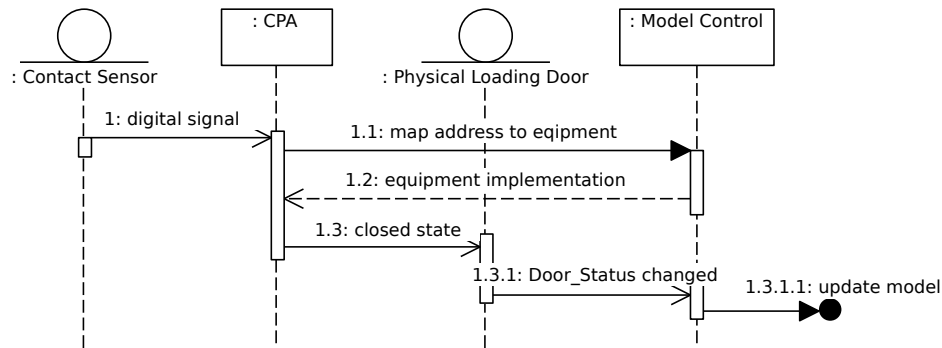 : CPA
: Model Control
: Contact Sensor
: Physical Loading Door
1: digital signal
1.1: map address to eqipment
1.2: equipment implementation
1.3: closed state
1.3.1: Door_Status changed
1.3.1.1: update model